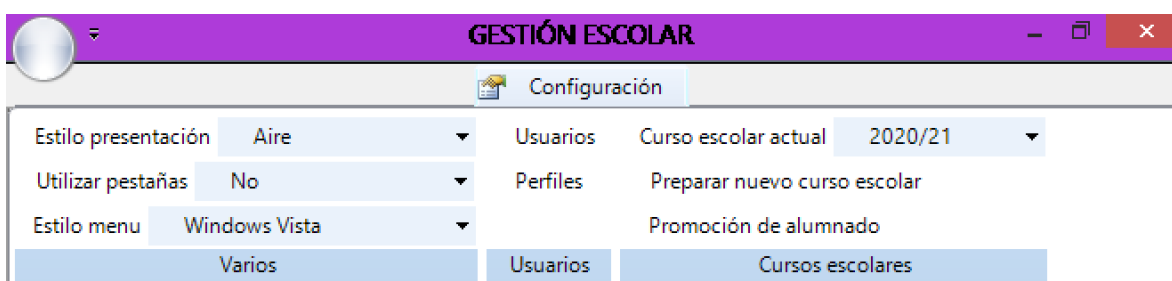 GESTIÓN ESCOLAR
Configuración
Estilo presentación Aire Usuarios Curso escolar actual 2020/21
Utilizar pestañas No Perfiles Preparar nuevo curso escolar
Estilo menu Windows Vista Promoción de alumnado
Varios Usuarios Cursos escolares